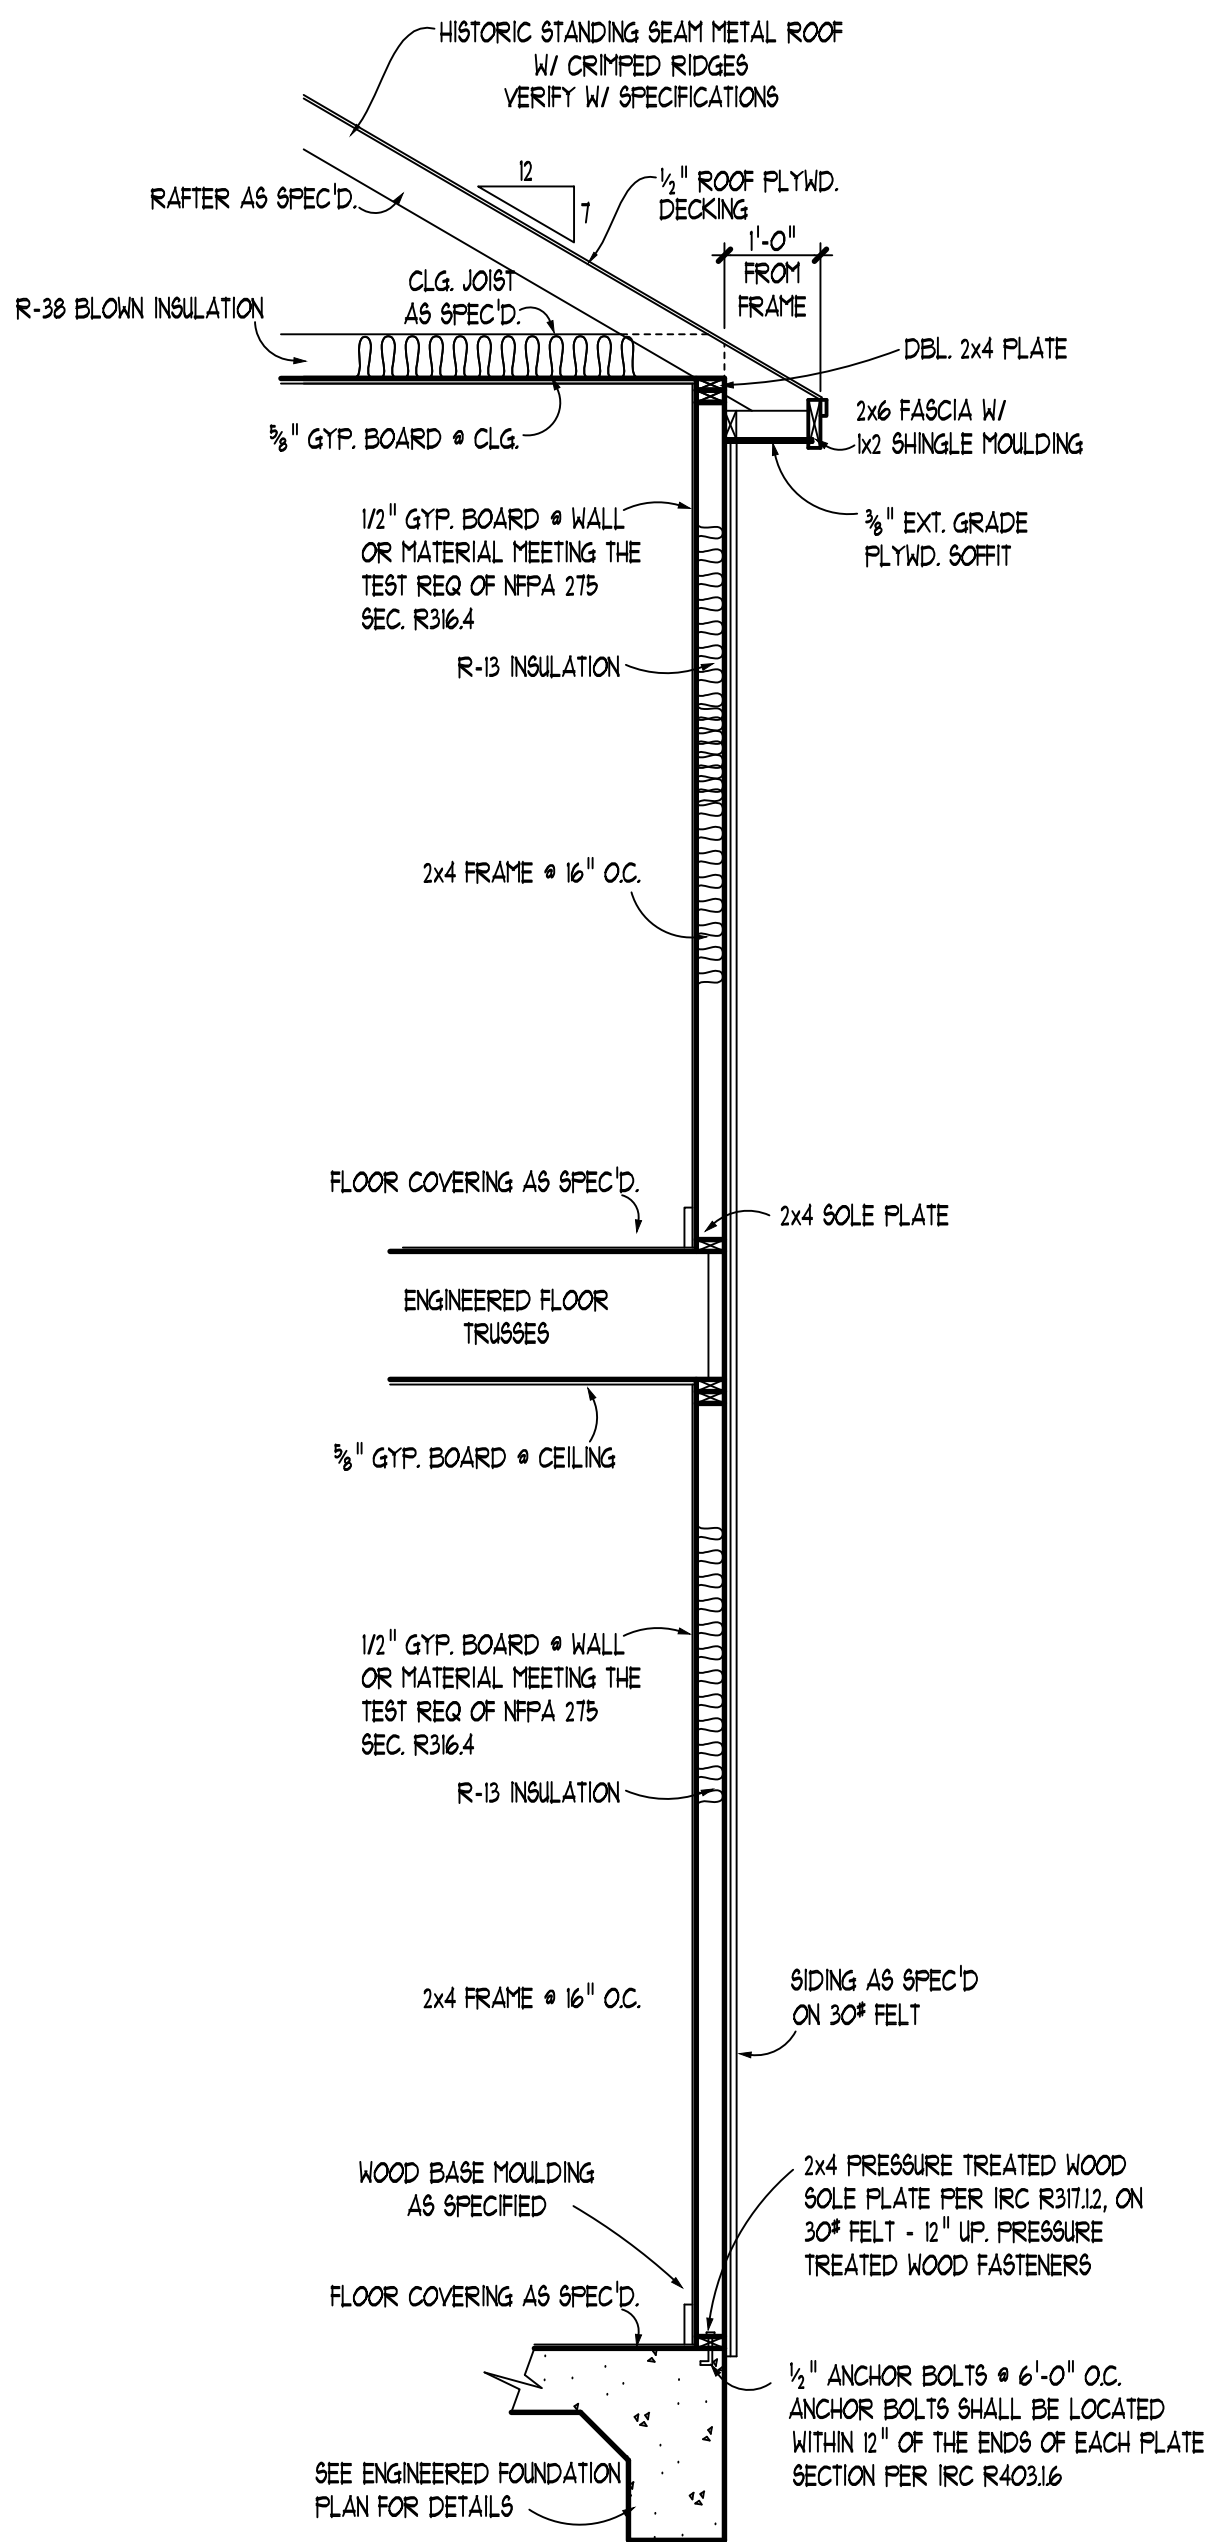 HISTORIC STANDING SEAM METAL ROOF
W/ CRIMPED RIDGES
VERIFY W/ SPECIFICATIONS
12
7
RAFTER AS SPEC'D.
½" ROOF PLYWD.
DECKING
1'-0"
FROM
FRAME
CLG. JOIST
AS SPEC'D.
R-38 BLOWN INSULATION
DBL. 2x4 PLATE
⅝" GYP. BOARD @ CLG.
2x6 FASCIA W/
1x2 SHINGLE MOULDING
1/2" GYP. BOARD @ WALL
OR MATERIAL MEETING THE
TEST REQ OF NFPA 275
SEC. R316.4
⅜" EXT. GRADE
PLYWD. SOFFIT
R-13 INSULATION
2x4 FRAME @ 16" O.C.
FLOOR COVERING AS SPEC'D.
2x4 SOLE PLATE
ENGINEERED FLOOR
TRUSSES
⅝" GYP. BOARD @ CEILING
1/2" GYP. BOARD @ WALL
OR MATERIAL MEETING THE
TEST REQ OF NFPA 275
SEC. R316.4
R-13 INSULATION
2x4 FRAME @ 16" O.C.
SIDING AS SPEC'D
ON 30# FELT
WOOD BASE MOULDING
AS SPECIFIED
2x4 PRESSURE TREATED WOOD
SOLE PLATE PER IRC R317.1.2, ON
30# FELT - 12" UP. PRESSURE
TREATED WOOD FASTENERS
FLOOR COVERING AS SPEC'D.
½" ANCHOR BOLTS @ 6'-0" O.C.
ANCHOR BOLTS SHALL BE LOCATED
WITHIN 12" OF THE ENDS OF EACH PLATE
SECTION PER IRC R403.1.6
SEE ENGINEERED FOUNDATION
PLAN FOR DETAILS